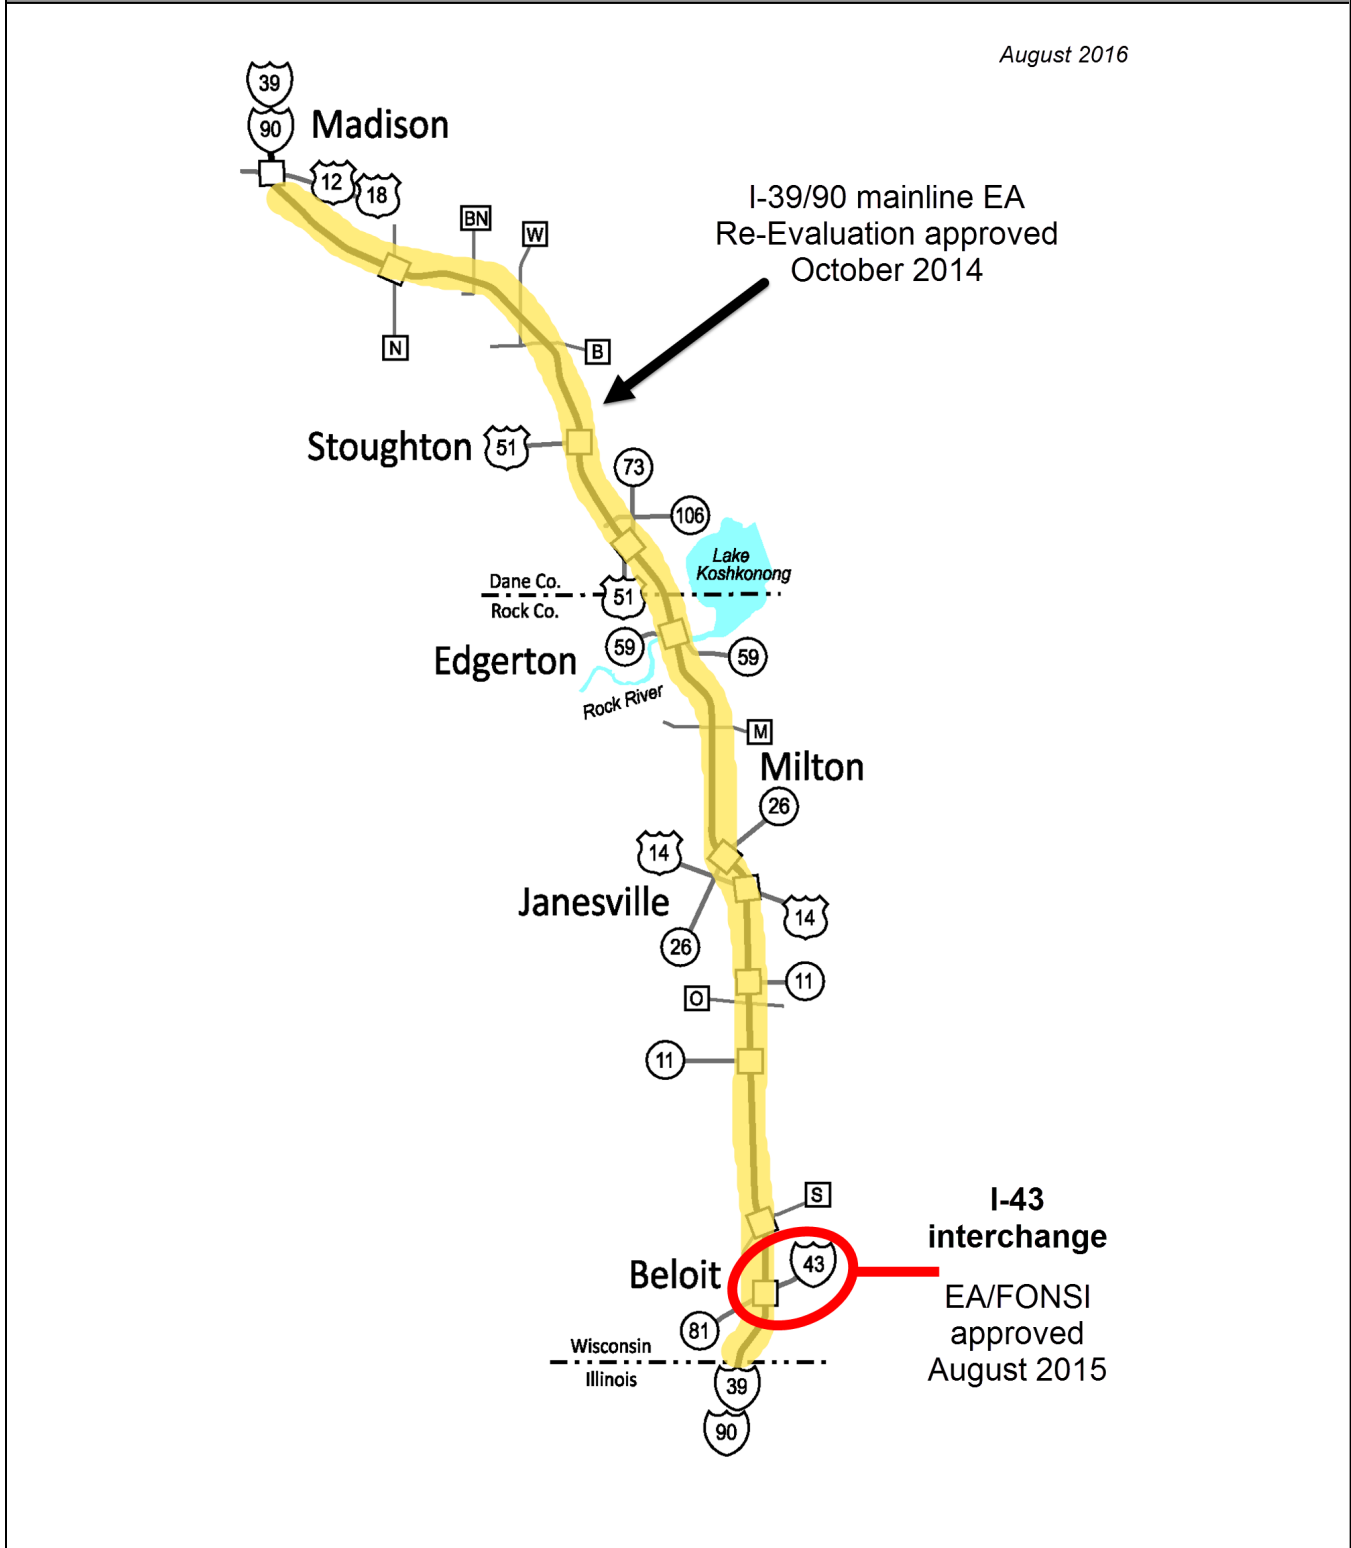 August 2016
39
90
Madison
12
18
I-39/90 mainline EA
Re-Evaluation approved
October 2014
BN
W
N
B
Stoughton
51
73
106
Lake
Koshkonong
Dane Co.
51
Rock Co.
59
59
Edgerton
Rock River
M
Milton
26
14
Janesville
14
26
11
O
11
S
I-43
interchange
43
Beloit
EA/FONSI
approved
August 2015
81
Wisconsin
Illinois
39
90